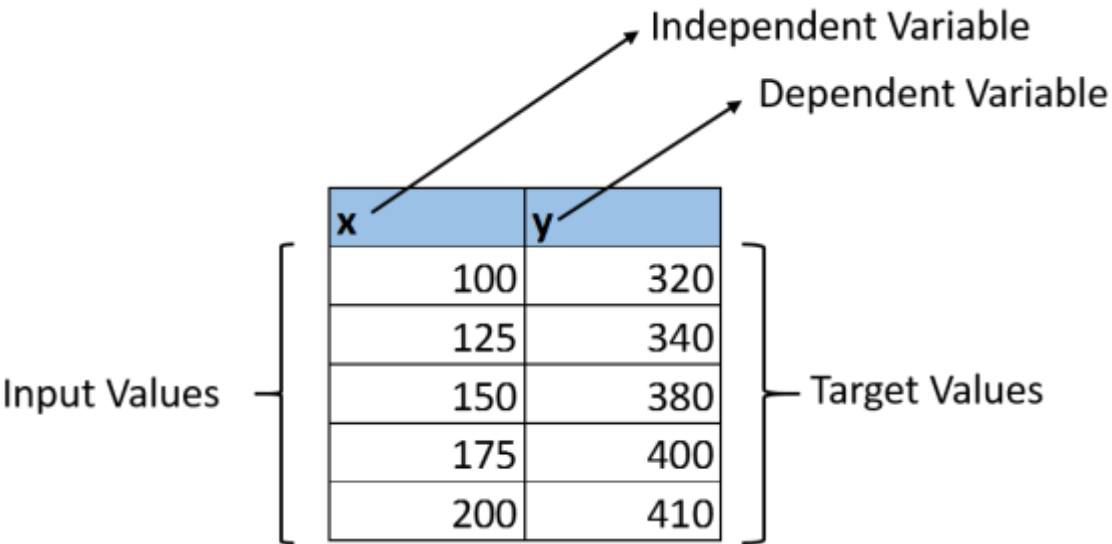 Independent Variable
Dependent Variable
x y
100 320
125 340
Input Values 150 380 Target Values
175 400
200 410